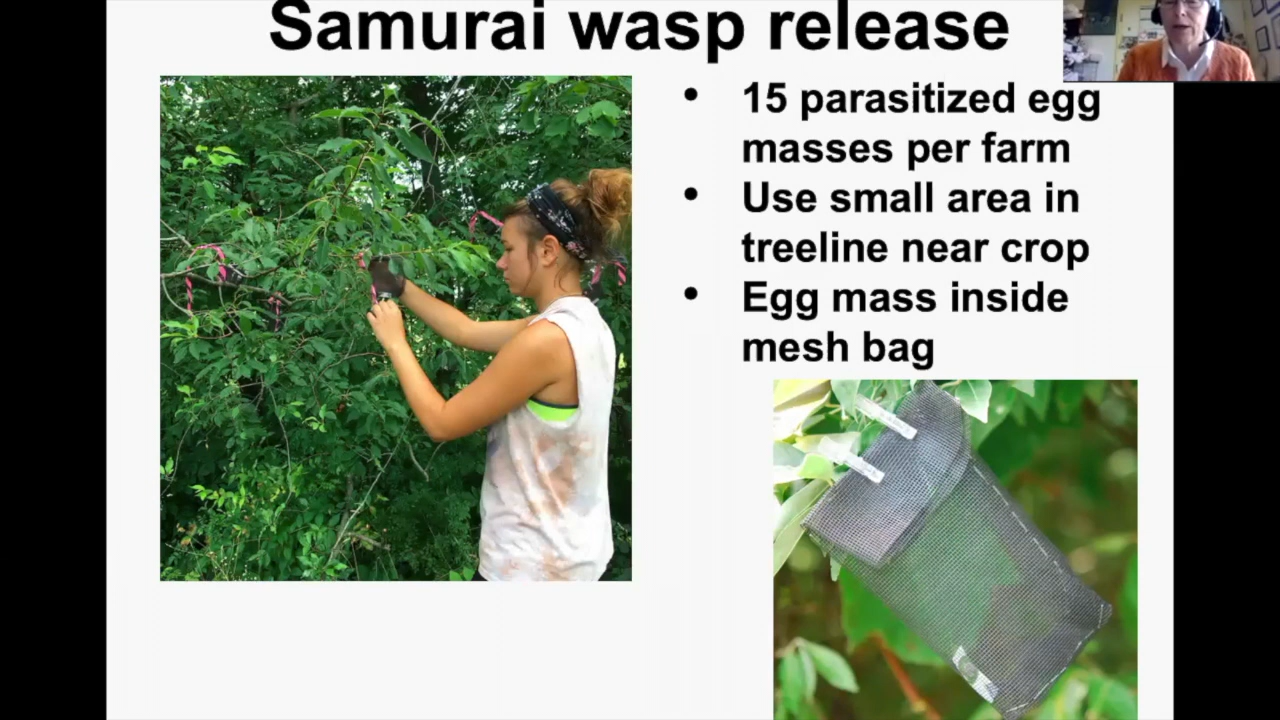 Samurai wasp release
• 15 parasitized egg
masses per farm
• Use small area in
treeline near crop
• Egg mass inside
mesh bag